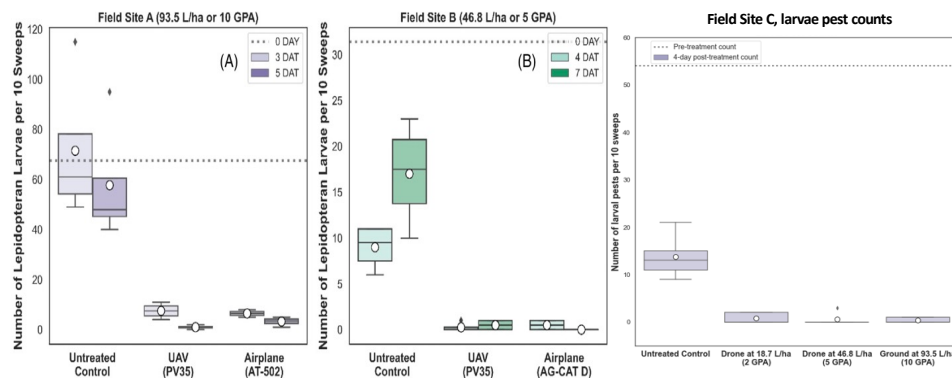 Field Site A (93.5 L/ha or 10 GPA)
Number of Lepidopteran Larvae per 10 Sweeps
120
100
80
60
40
20
0
0 DAY
3 DAT
5 DAT
(A)
Untreated
Control
UAV
(PV35)
Airplane
(AT-502)
Field Site B (46.8 L/ha or 5 GPA)
Number of Lepidopteran Larvae per 10 Sweeps
30
25
20
15
10
5
0
0 DAY
4 DAT
7 DAT
(B)
Untreated
Control
UAV
(PV35)
Airplane
(AG-CAT D)
Field Site C, larvae pest counts
Number of larval pests per 10 sweeps
60
50
40
30
20
10
0
Pre-treatment count
4-day post-treatment count
Untreated Control
Drone at 18.7 L/ha
(2 GPA)
Drone at 46.8 L/ha
(5 GPA)
Ground at 93.5 L/ha
(10 GPA)